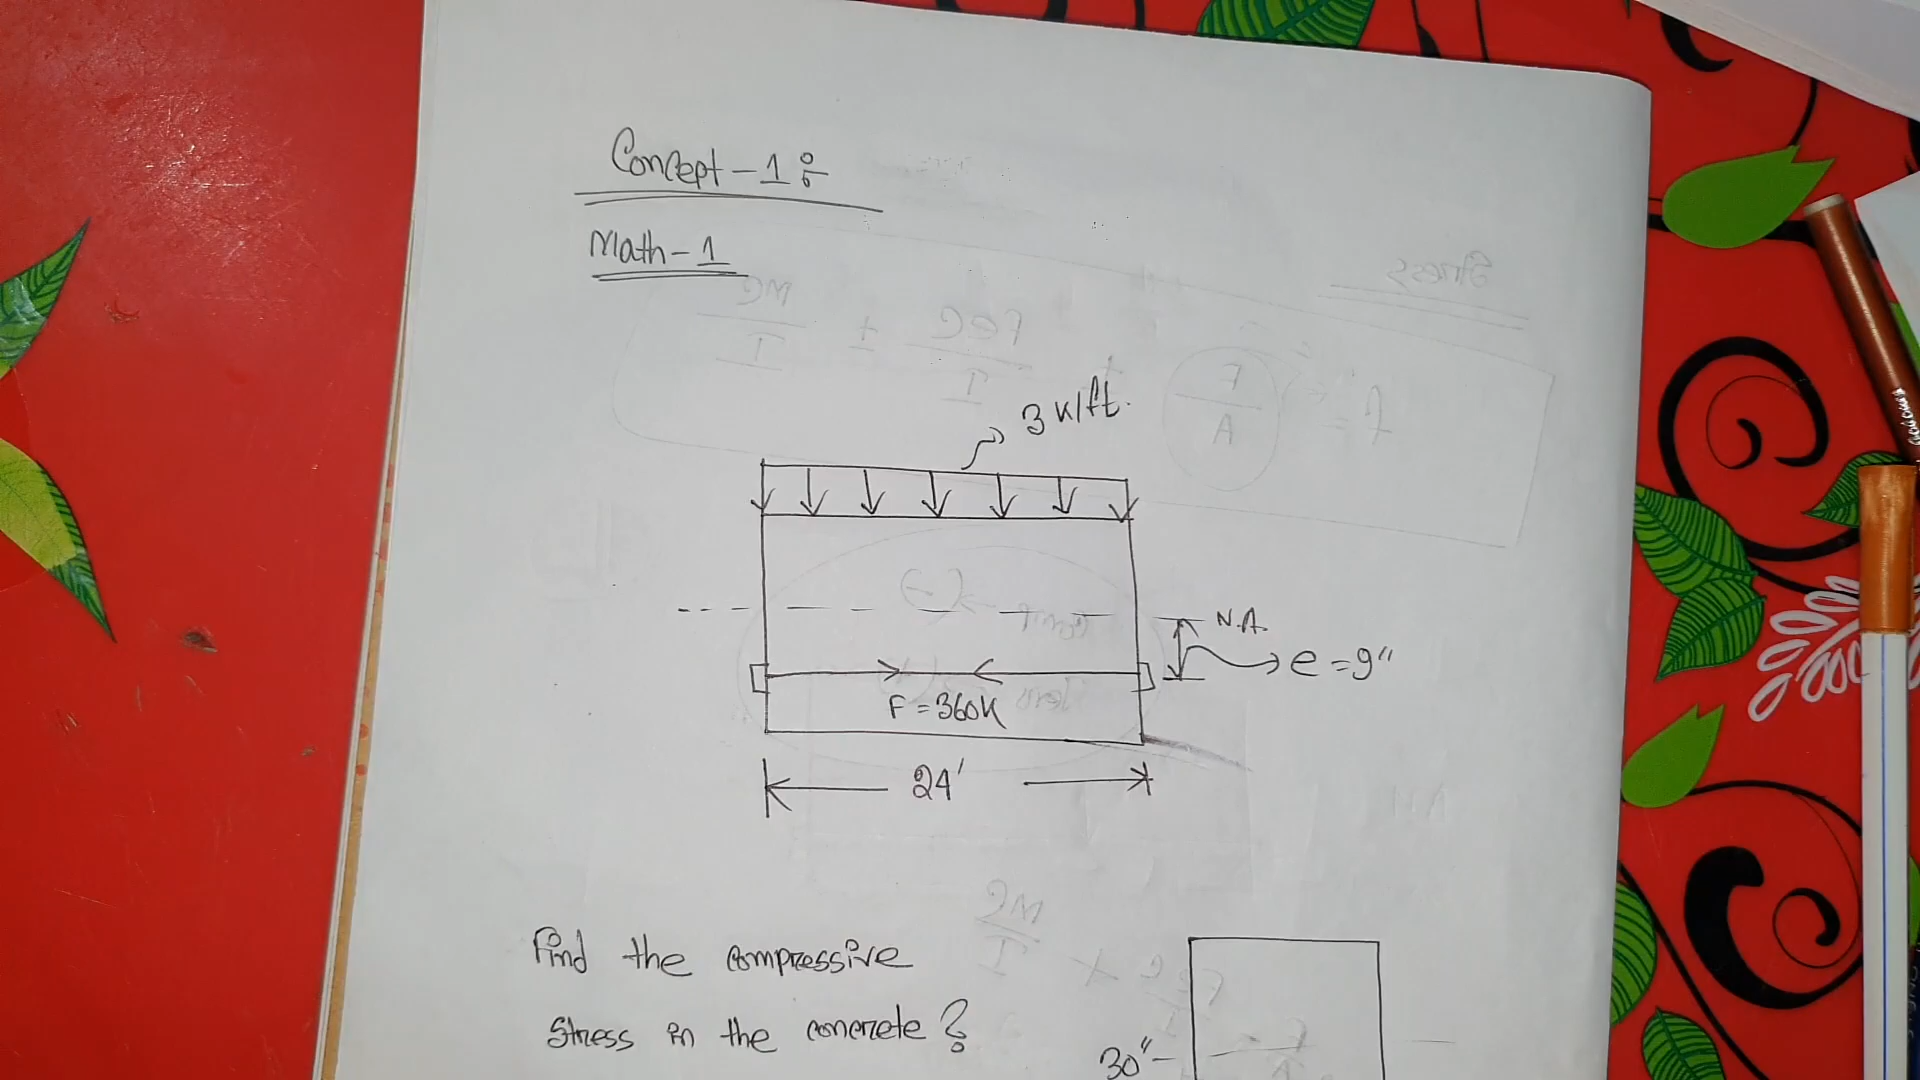 Concept-1:
Math-1
3 k/ft.
N.A.
e = 9"
F = 360k
24'
Find the compressive
stress in the concrete?
30"